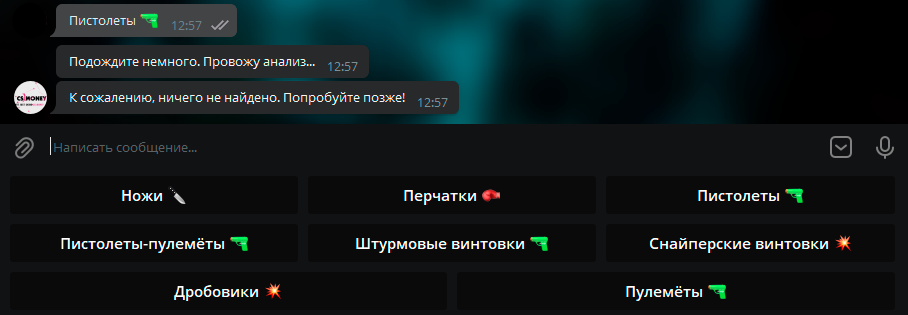 Пистолеты 🔫 12:57
Подождите немного. Провожу анализ... 12:57
К сожалению, ничего не найдено. Попробуйте позже! 12:57
CS.MONEY
Написать сообщение...
Ножи 🔪 Перчатки 🥊 Пистолеты 🔫
Пистолеты-пулемёты 🔫 Штурмовые винтовки 🔫 Снайперские винтовки 💥
Дробовики 💥 Пулемёты 🔫